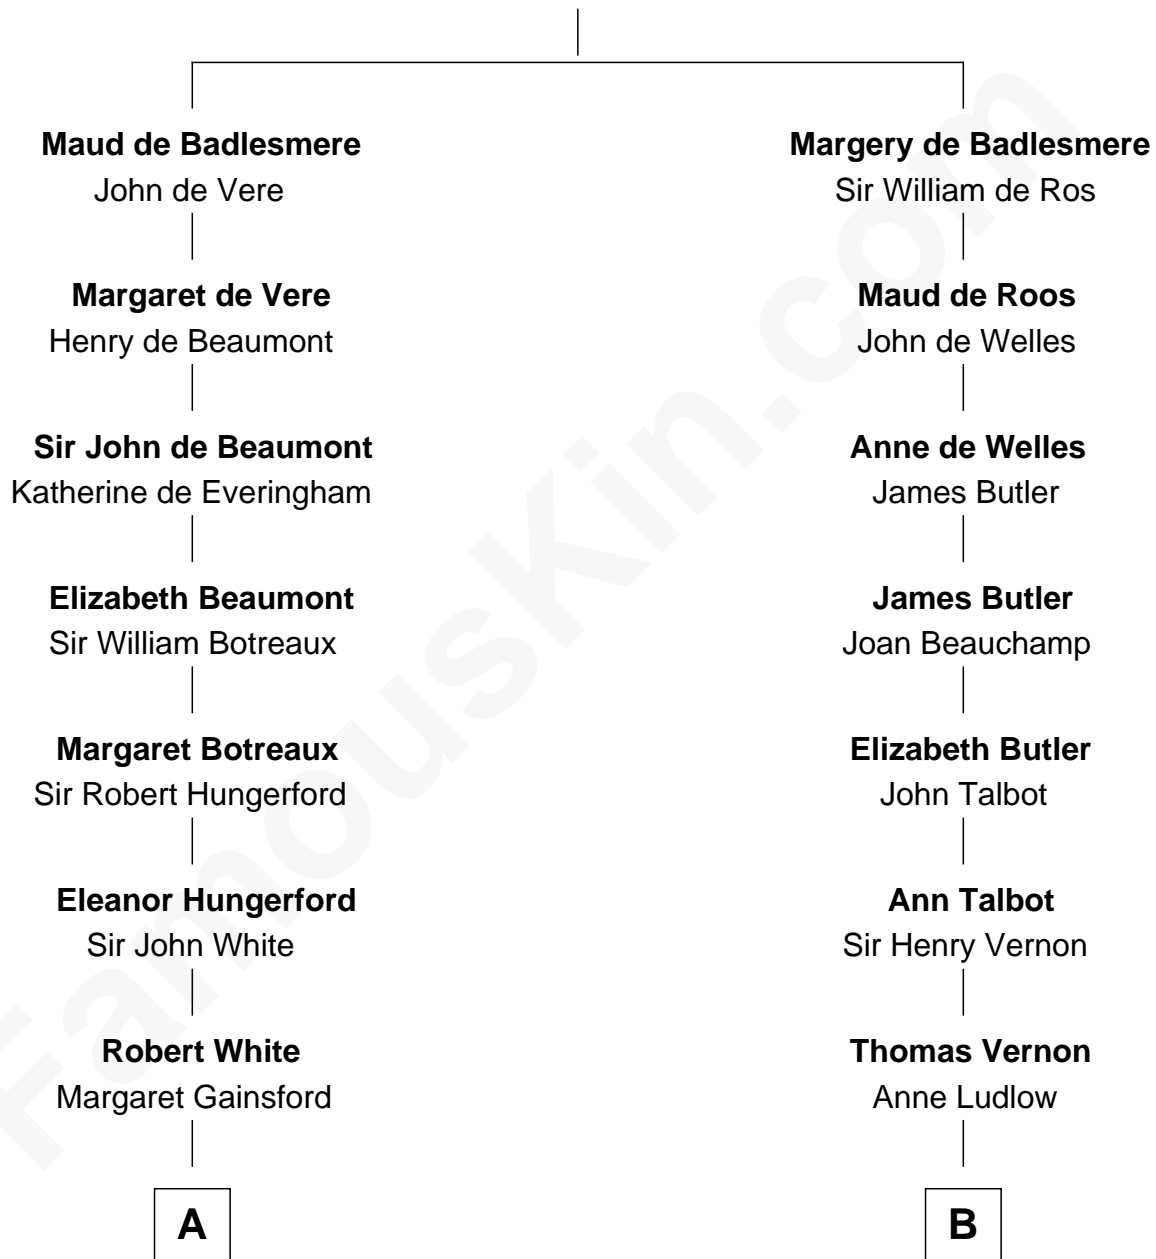 Maud de Badlesmere
John de Vere
Margaret de Vere
Henry de Beaumont
Sir John de Beaumont
Katherine de Everingham
Elizabeth Beaumont
Sir William Botreaux
Margaret Botreaux
Sir Robert Hungerford
Eleanor Hungerford
Sir John White
Robert White
Margaret Gainsford
A
Margery de Badlesmere
Sir William de Ros
Maud de Roos
John de Welles
Anne de Welles
James Butler
James Butler
Joan Beauchamp
Elizabeth Butler
John Talbot
Ann Talbot
Sir Henry Vernon
Thomas Vernon
Anne Ludlow
B
FamousKin.com